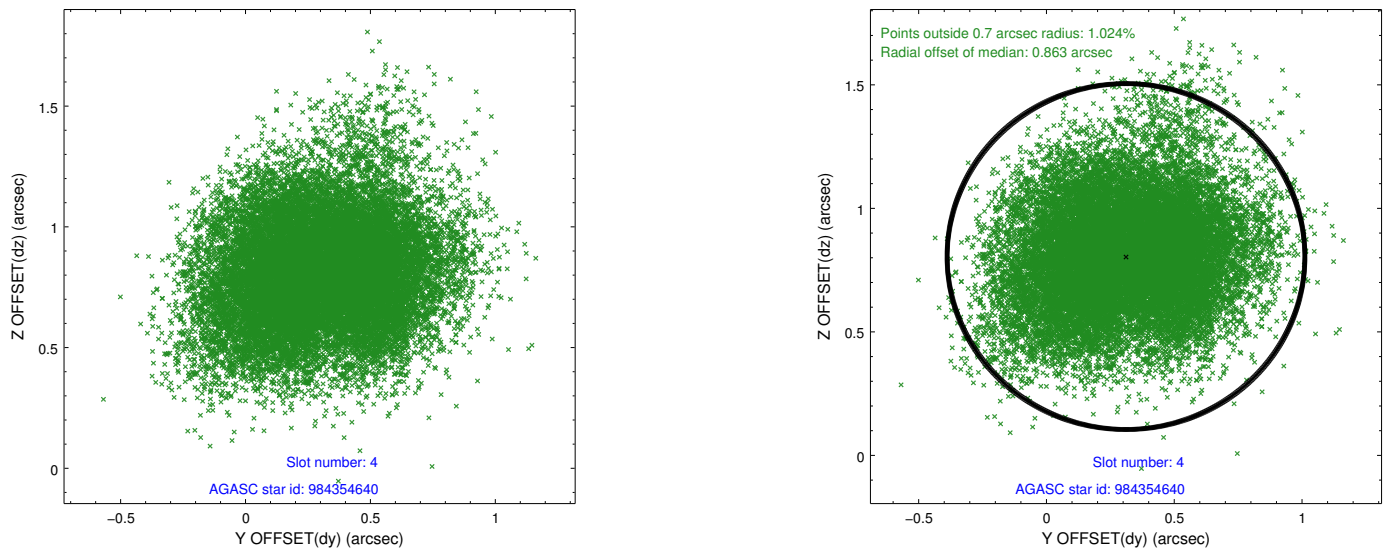 1.5
1
0.5
0
−0.5
0
0.5
1
Z OFFSET(dz) (arcsec)
Y OFFSET(dy) (arcsec)
Slot number: 4
AGASC star id: 984354640
Points outside 0.7 arcsec radius: 1.024%
Radial offset of median: 0.863 arcsec
1.5
1
0.5
0
−0.5
0
0.5
1
Z OFFSET(dz) (arcsec)
Y OFFSET(dy) (arcsec)
Slot number: 4
AGASC star id: 984354640